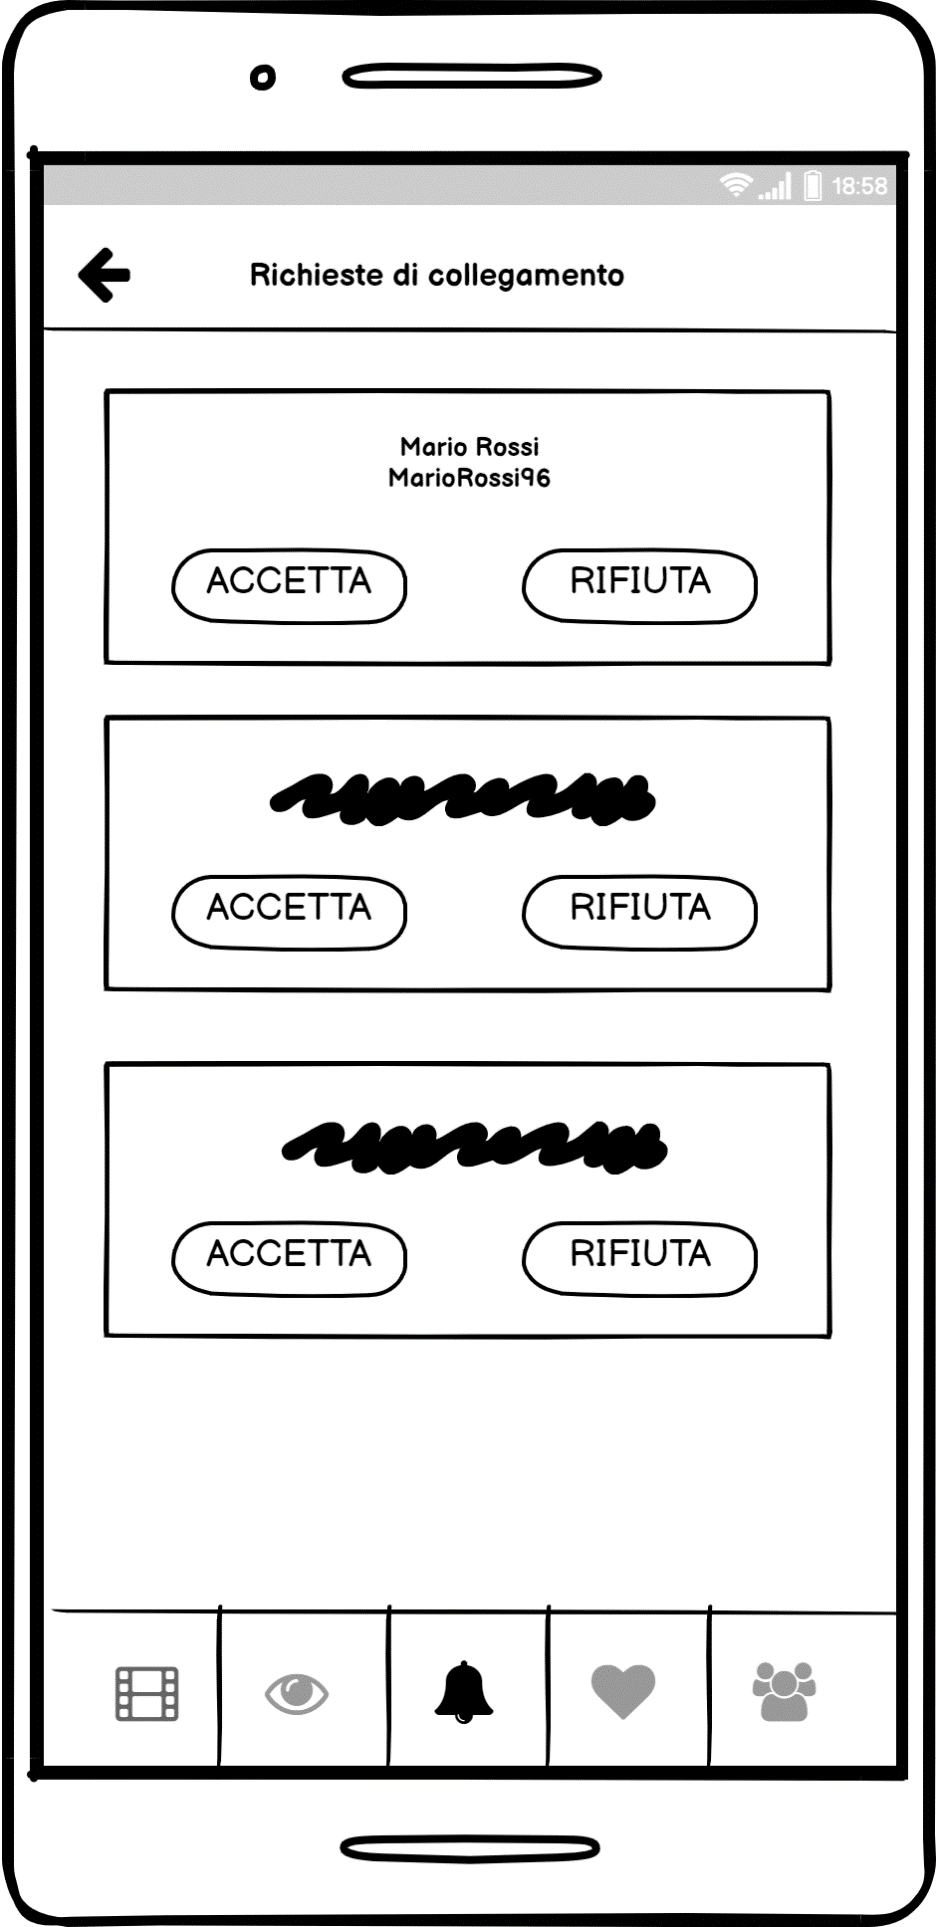 18:58
Richieste di collegamento
Mario Rossi
MarioRossi96
ACCETTA
RIFIUTA
ACCETTA
RIFIUTA
ACCETTA
RIFIUTA